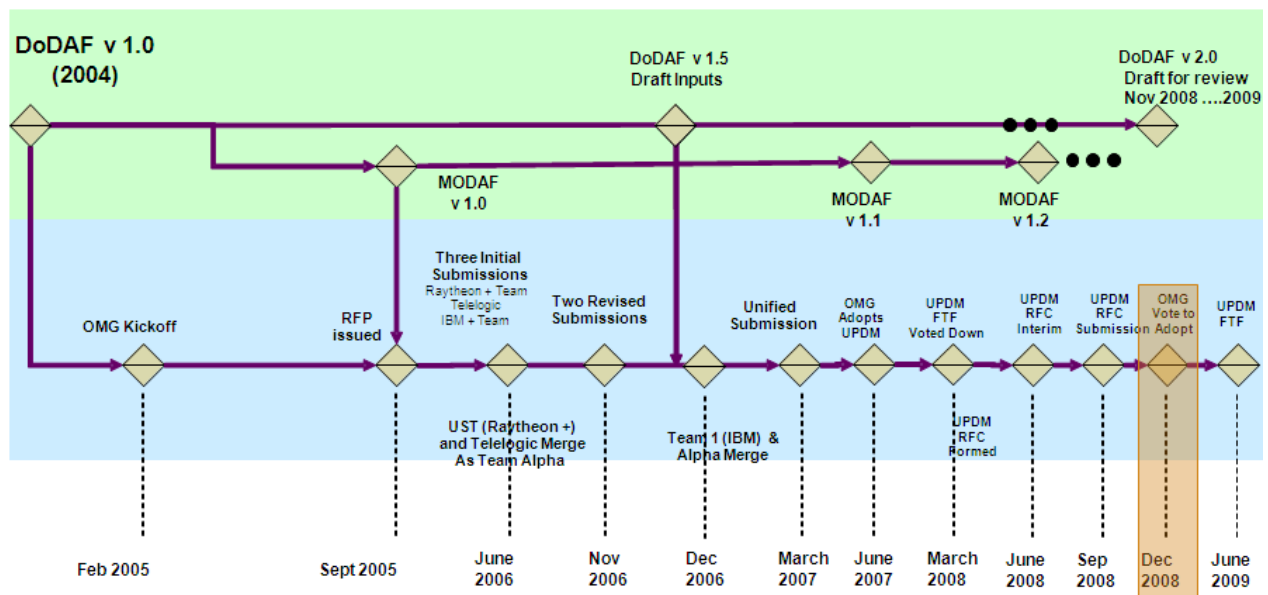 DoDAF v 1.0
(2004)
DoDAF v 1.5
Draft Inputs
DoDAF v 2.0
Draft for review
Nov 2008 ....2009
MODAF
v 1.0
MODAF
v 1.1
MODAF
v 1.2
OMG Kickoff
RFP
issued
Three Initial
Submissions
Raytheon + Team
Telelogic
IBM + Team
Two Revised
Submissions
Unified
Submission
OMG
Adopts
UPDM
UPDM
FTF
Voted Down
UPDM
RFC
Interim
UPDM
RFC
Submission
OMG
Vote to
Adopt
UPDM
FTF
UST (Raytheon +)
and Telelogic Merge
As Team Alpha
Team 1 (IBM) &
Alpha Merge
UPDM
RFC
Formed
Feb 2005
Sept 2005
June
2006
Nov
2006
Dec
2006
March
2007
June
2007
March
2008
June
2008
Sep
2008
Dec
2008
June
2009